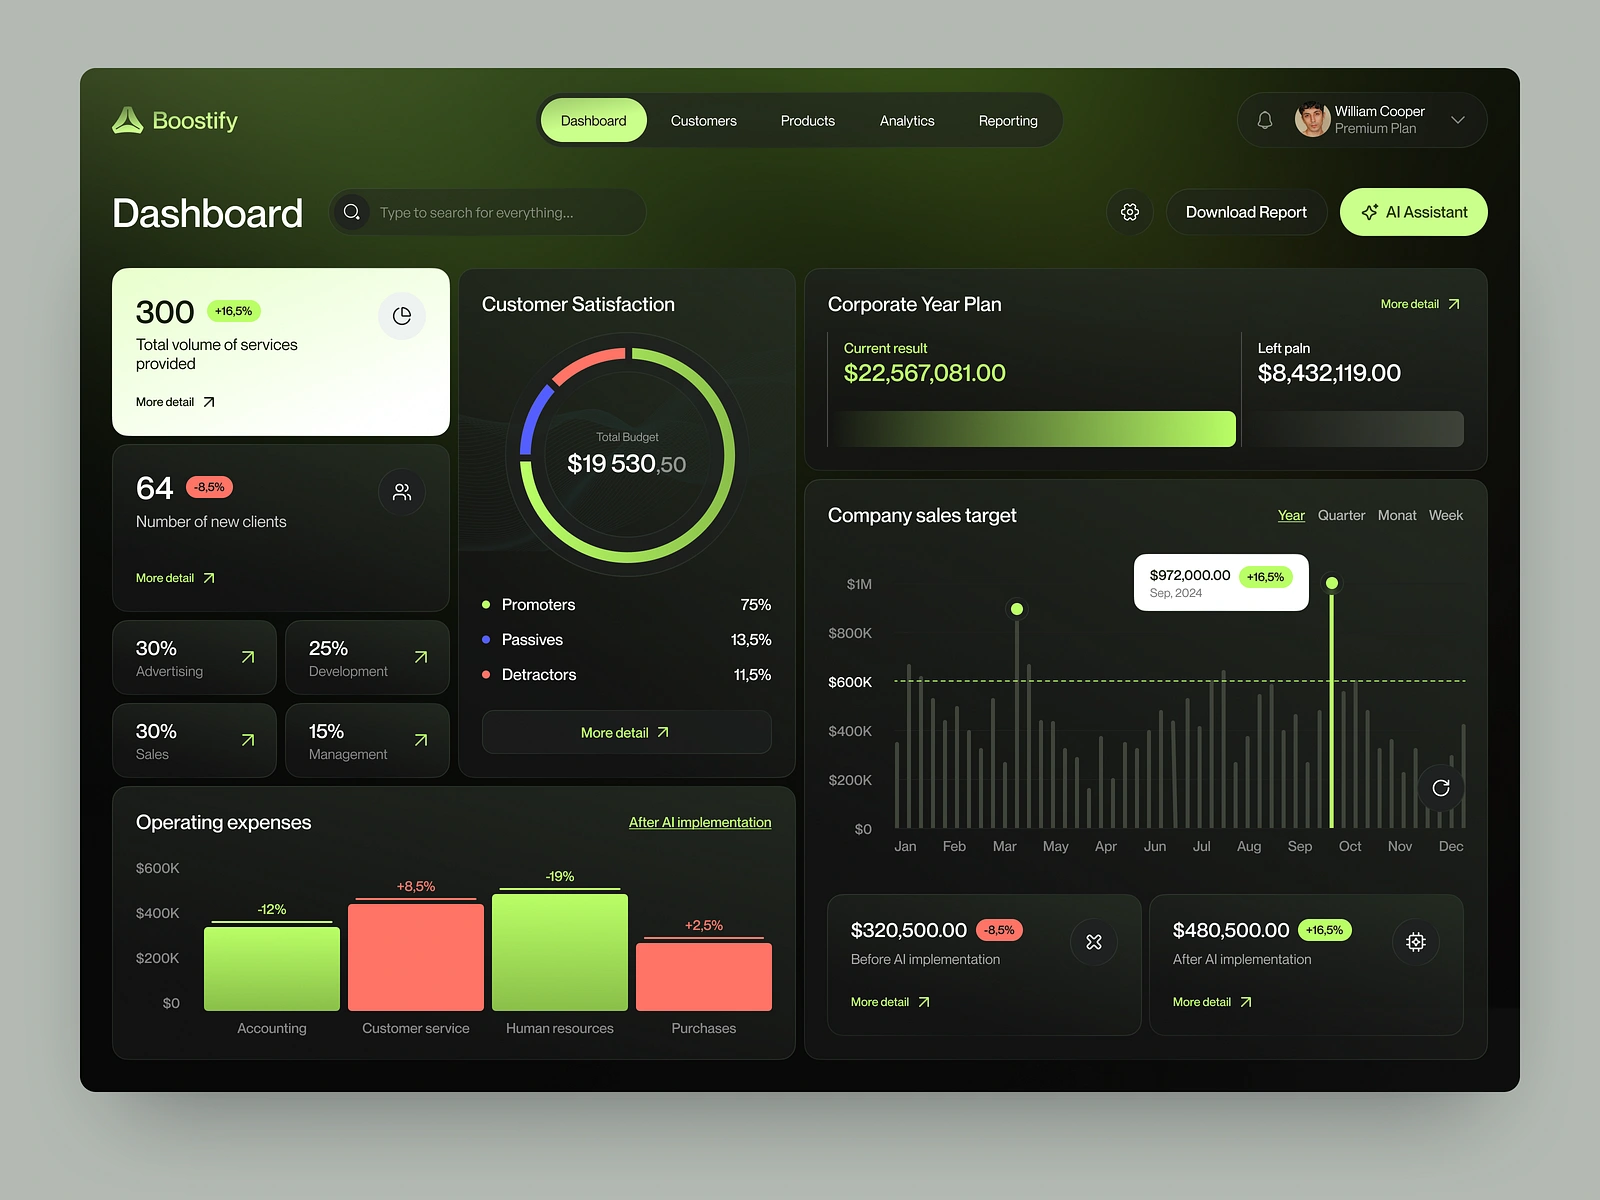 Boostify
Dashboard
Customers
Products
Analytics
Reporting
William Cooper
Premium Plan
Dashboard
Type to search for everything...
Download Report
AI Assistant
300
+16,5%
Total volume of services
provided
More detail
64
-8,5%
Number of new clients
More detail
30%
Advertising
25%
Development
30%
Sales
15%
Management
Customer Satisfaction
Total Budget
$19 530,50
Promoters 75%
Passives 13,5%
Detractors 11,5%
More detail
Corporate Year Plan
More detail
Current result
$22,567,081.00
Left paln
$8,432,119.00
Company sales target
Year Quarter Monat Week
$972,000.00 +16,5%
Sep, 2024
$1M
$800K
$600K
$400K
$200K
$0
Jan Feb Mar May Apr Jun Jul Aug Sep Oct Nov Dec
Operating expenses
After AI implementation
$600K
$400K
$200K
$0
-12%
+8,5%
-19%
+2,5%
Accounting Customer service Human resources Purchases
$320,500.00 -8,5%
Before AI implementation
More detail
$480,500.00 +16,5%
After AI implementation
More detail